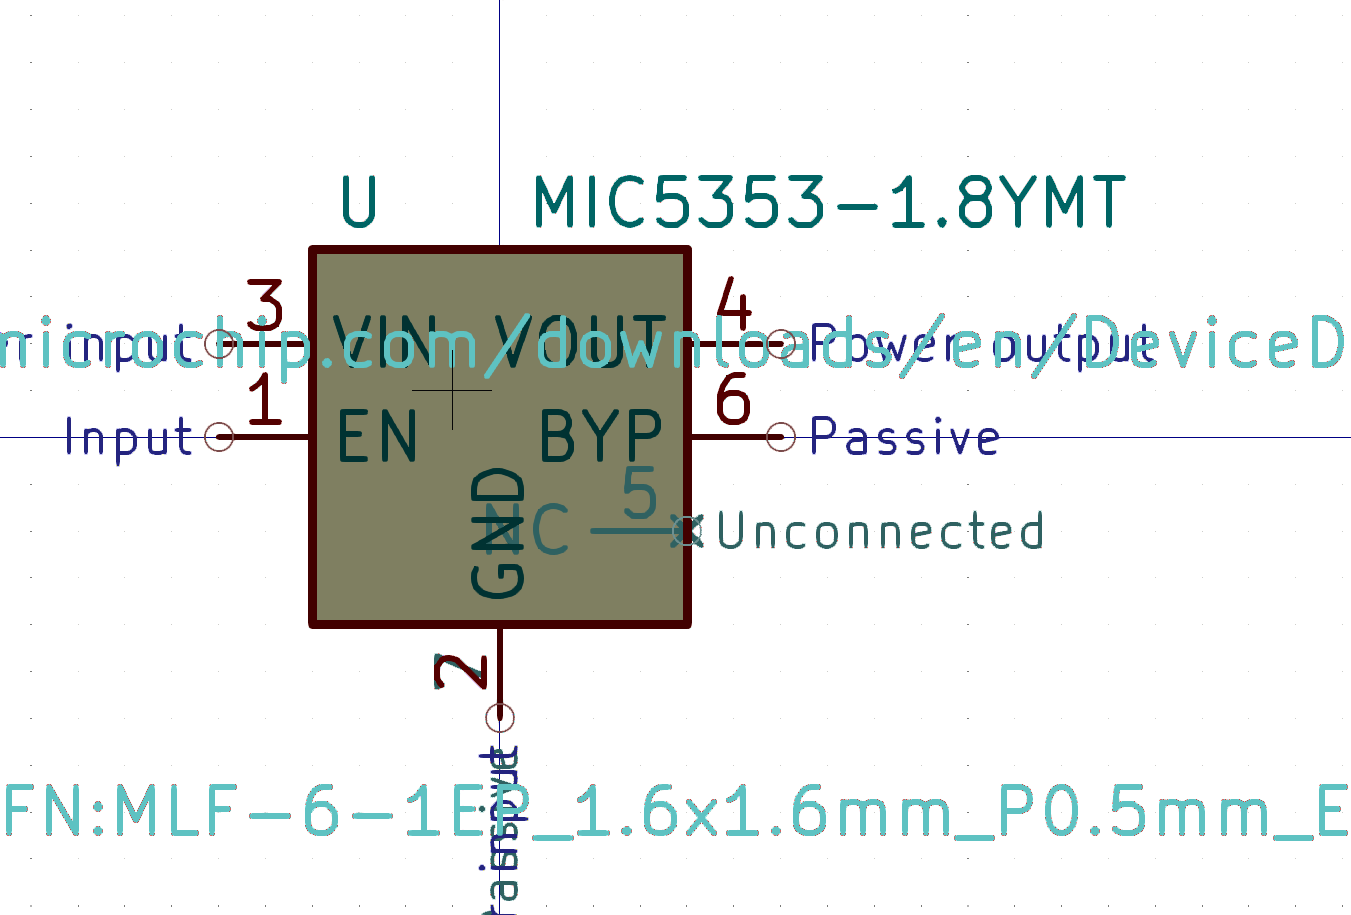 U
MIC5353-1.8YMT
3
4
r input
VIN
VOUT
Power output
microchip.com/downloads/en/DeviceD
1
6
Input
EN
BYP
Passive
5
NC
Unconnected
GND
2
input
FN:MLF-6-1EP_1.6x1.6mm_P0.5mm_E